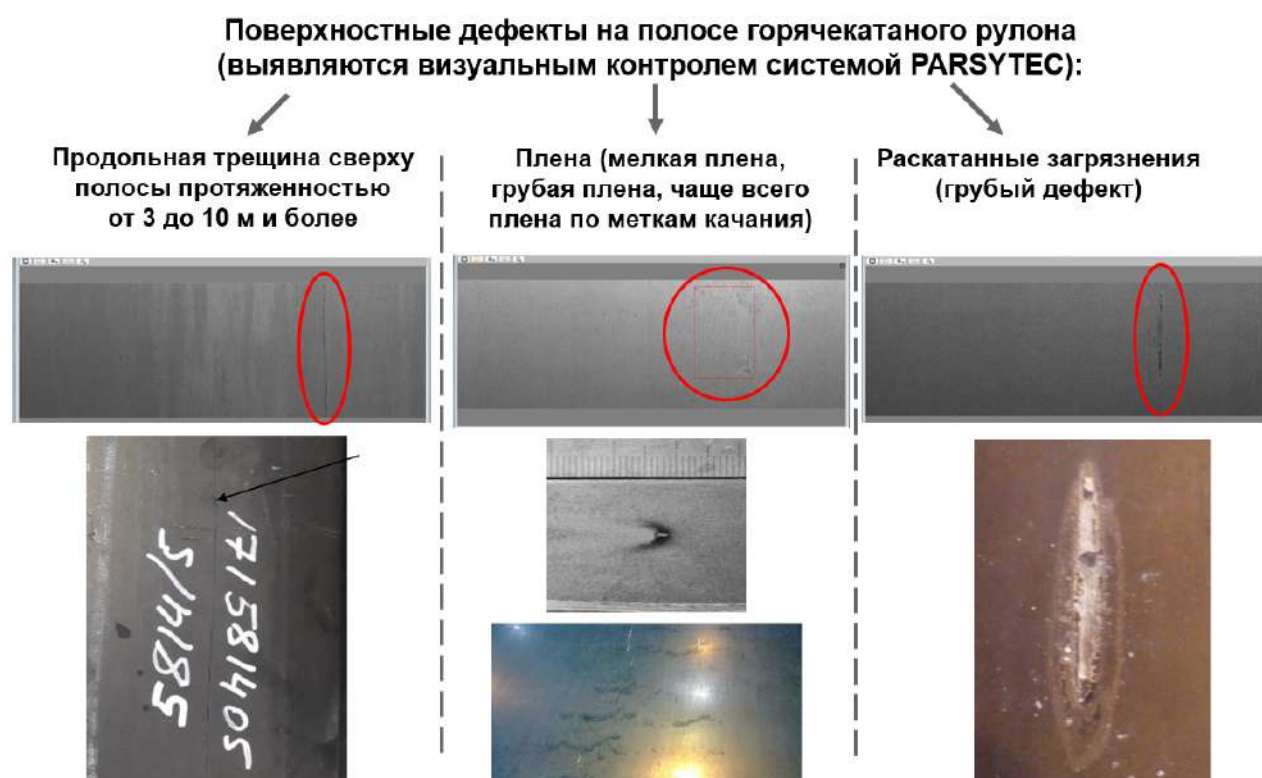 Поверхностные дефекты на полосе горячекатаного рулона
(выявляются визуальным контролем системой PARSYTEC):
Продольная трещина сверху
полосы протяженностью
от 3 до 10 м и более
Плена (мелкая плена,
грубая плена, чаще всего
плена по меткам качания)
Раскатанные загрязнения
(грубый дефект)
5814/5
171581405